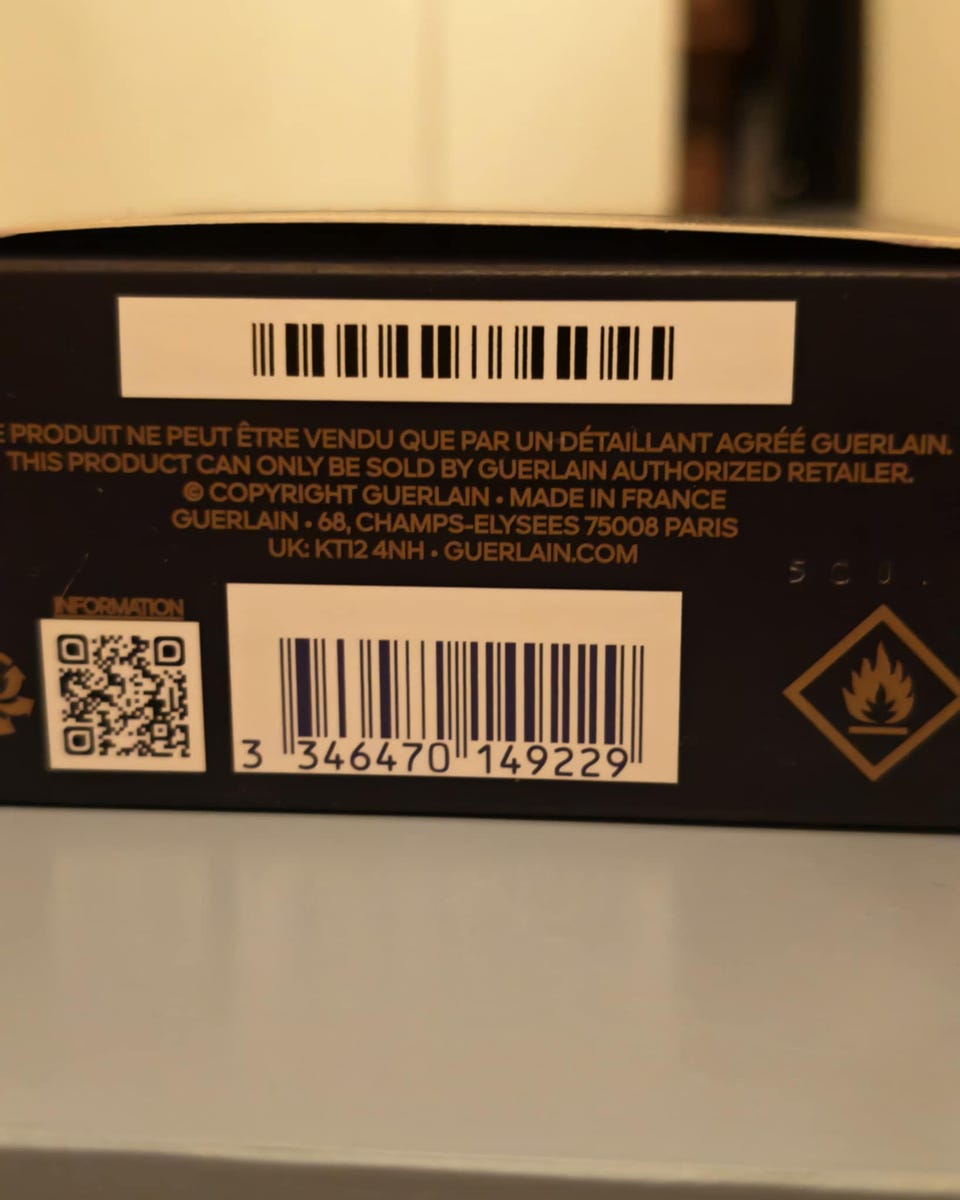 PRODUIT NE PEUT ÊTRE VENDU QUE PAR UN DÉTAILLANT AGRÉÉ GUERLAIN.
THIS PRODUCT CAN ONLY BE SOLD BY GUERLAIN AUTHORIZED RETAILER.
© COPYRIGHT GUERLAIN • MADE IN FRANCE
GUERLAIN • 68, CHAMPS-ELYSEES 75008 PARIS
UK: KT12 4NH • GUERLAIN.COM
INFORMATION
3 346470 149229